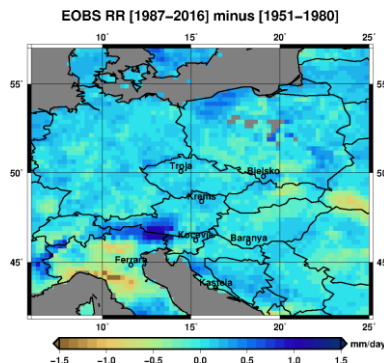 EOBS RR [1987−2016] minus [1951−1980]
10˚ 15˚ 20˚ 25˚
55˚ 55˚
Troja Bielsko
50˚ 50˚
Krems
Kocevje
Baranya
45˚ Ferrara 45˚
Kastela
10˚ 15˚ 20˚ 25˚
mm/day
−1.5 −1.0 −0.5 0.0 0.5 1.0 1.5